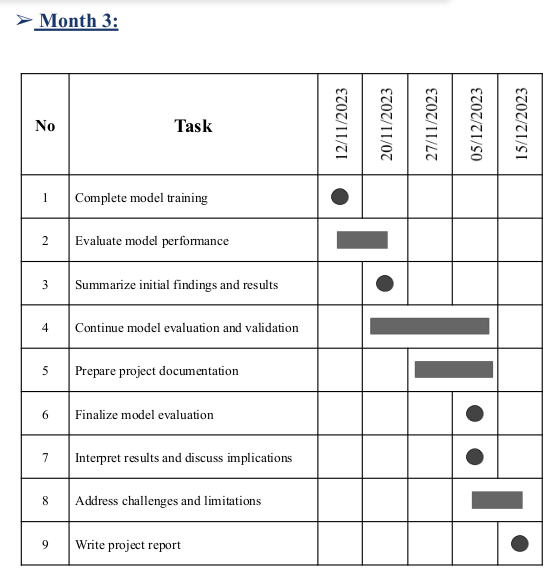 ➢ Month 3:
No Task 12/11/2023 20/11/2023 27/11/2023 05/12/2023 15/12/2023
1 Complete model training
2 Evaluate model performance
3 Summarize initial findings and results
4 Continue model evaluation and validation
5 Prepare project documentation
6 Finalize model evaluation
7 Interpret results and discuss implications
8 Address challenges and limitations
9 Write project report